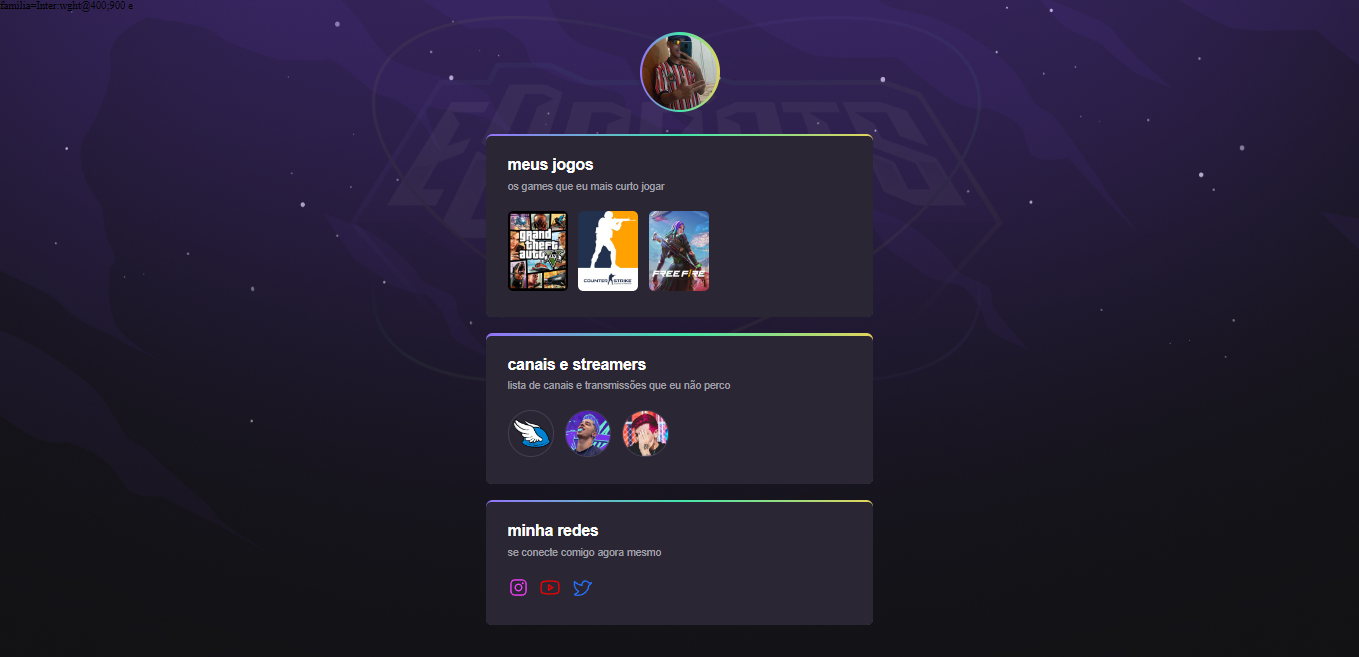 familia=Inter:wght@400;900 e
ESPORTS
meus jogos
os games que eu mais curto jogar
grand
theft
auto V
COUNTER STRIKE
FREE FIRE
canais e streamers
lista de canais e transmissões que eu não perco
minha redes
se conecte comigo agora mesmo